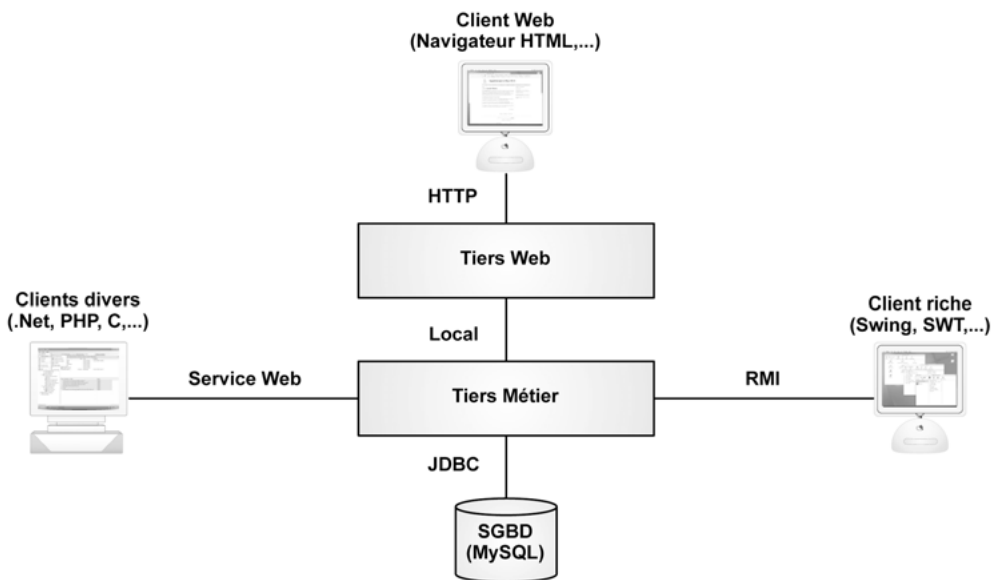 Client Web
(Navigateur HTML,...)
HTTP
Tiers Web
Clients divers
(.Net, PHP, C,...)
Client riche
(Swing, SWT,...)
Local
Service Web
Tiers Métier
RMI
JDBC
SGBD
(MySQL)